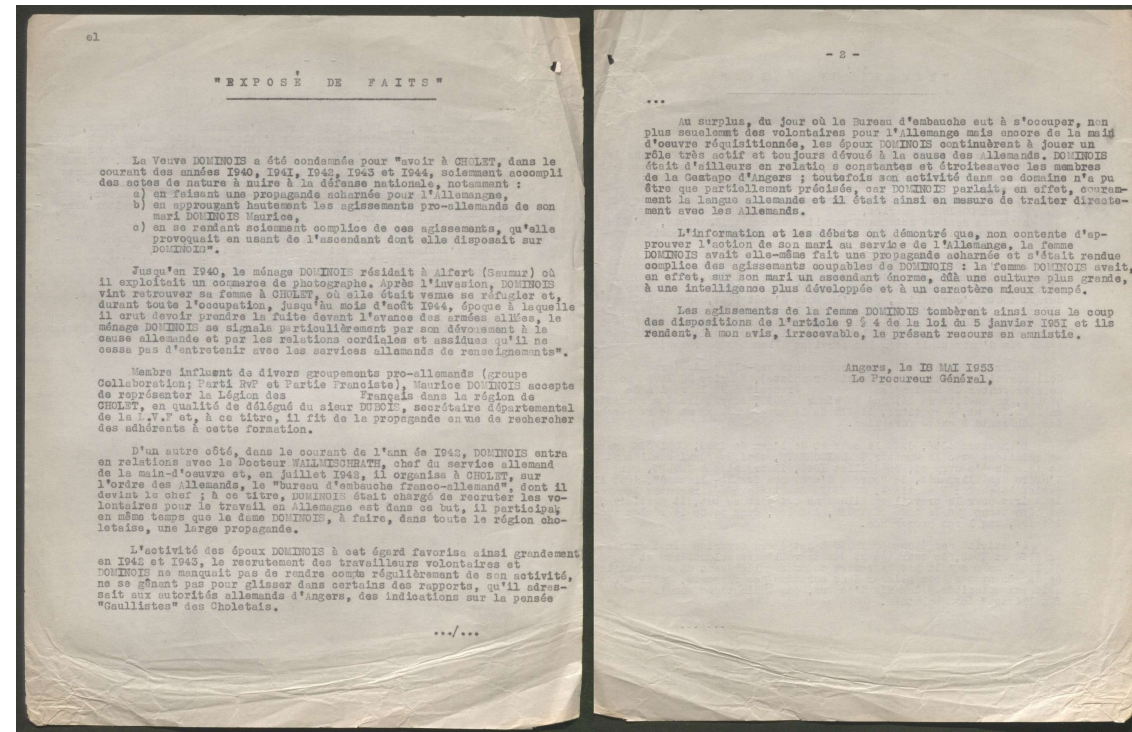 el
"EXPOSÉ DE FAITS"
La Veuve DOMINOIS a été condamnée pour "avoir à CHOLET, dans le
courant des années I940, I94I, I942, I943 et I944, sciemment accompli
des actes de nature à nuire à la défense nationale, notamment :
a) en faisant une propagande acharnée pour l'Allemangne,
b) en approuvant hautement les agissements pro-allemands de son
mari DOMINOIS Maurice,
c) en se rendant sciemment complice de ces agissements, qu'elle
provoquait en usant de l'ascendant dont elle disposait sur
DOMINOIS".
Jusqu'en I940, le ménage DOMINOIS résidait à Alfert (Saumur) où
il exploitait un commerce de photographe. Après l'invasion, DOMINOIS
vint retrouver sa femme à CHOLET, où elle était venue se réfugier et,
durant toute l'occupation, jusqu'au mois d'août I944, époque à laquelle
il crut devoir prendre la fuite devant l'avance des armées alliées, le
ménage DOMINOIS se signala particulièrement par son dévouement à la
cause allemande et par les relations cordiales et assidues qu'il ne
cessa pas d'entretenir avec les services allemands de renseignements".
Membre influent de divers groupements pro-allemands (groupe
Collaboration; Parti RvP et Partie Franciste), Maurice DOMINOIS accepte
de représenter la Légion des Français dans la région de
CHOLET, en qualité de délégué du sieur DUBOIS, secrétaire départemental
de la L.V.F et, à ce titre, il fit de la propagande en vue de rechercher
des adhérents à cette formation.
D'un autre côté, dans le courant de l'ann ée I942, DOMINOIS entra
en relations avec le Docteur WALLMISCHRATH, chef du service allemand
de la main-d'oeuvre et, en juillet I942, il organisa à CHOLET, sur
l'ordre des Allemands, le "bureau d'embauche franco-allemand", dont il
devint le chef ; à ce titre, DOMINOIS était chargé de recruter les vo-
lontaires pour le travail en Allemagne est dans ce but, il participa,
en même temps que la dame DOMINOIS, à faire, dans toute la région cho-
letaise, une large propagande.
L'activité des époux DOMINOIS à cet égard favorisa ainsi grandement
en I942 et I943, le recrutement des travailleurs volontaires et
DOMINOIS ne manquait pas de rendre compte régulièrement de son activité,
ne se gênant pas pour glisser dans certains des rapports, qu'il adres-
sait aux autorités allemands d'Angers, des indications sur la pensée
"Gaullistes" des Choletais.
.../...
- 2 -
...
Au surplus, du jour où le Bureau d'embauche eut à s'occuper, non
plus seuelemnt des volontaires pour l'Allemange mais encore de la main
d'oeuvre réquisitionnée, les époux DOMINOIS continuèrent à jouer un
rôle très actif et toujours dévoué à la cause des Allemands. DOMINOIS
était d'ailleurs en relatio s constantes et étroitesavec les membres
de la Gestapo d'Angers ; toutefois son activité dans ce domaine n'a pu
être que partiellement précisée, car DOMINOIS parlait, en effet, couram-
ment la langue allemande et il était ainsi en mesure de traiter directe-
ment avec les Allemands.
L'information et les débats ont démontré que, non contente d'ap-
prouver l'action de son mari au service de l'Allemange, la femme
DOMINOIS avait elle-même fait une propagande acharnée et s'était rendue
complice des agissements coupables de DOMINOIS : la femme DOMINOIS avait,
en effet, sur son mari un ascendant énorme, dûà une culture plus grande,
à une intelligence plus développée et à un caractère mieux trempé.
Les agissements de la femme DOMINOIS tombèrent ainsi sous le coup
des dispositions de l'article 9 § 4 de la loi du 5 janvier I95I et ils
rendent, à mon avis, irrecevable, le présent recours en amnistie.
Angers, le I8 MAI I953
Le Procureur Général,